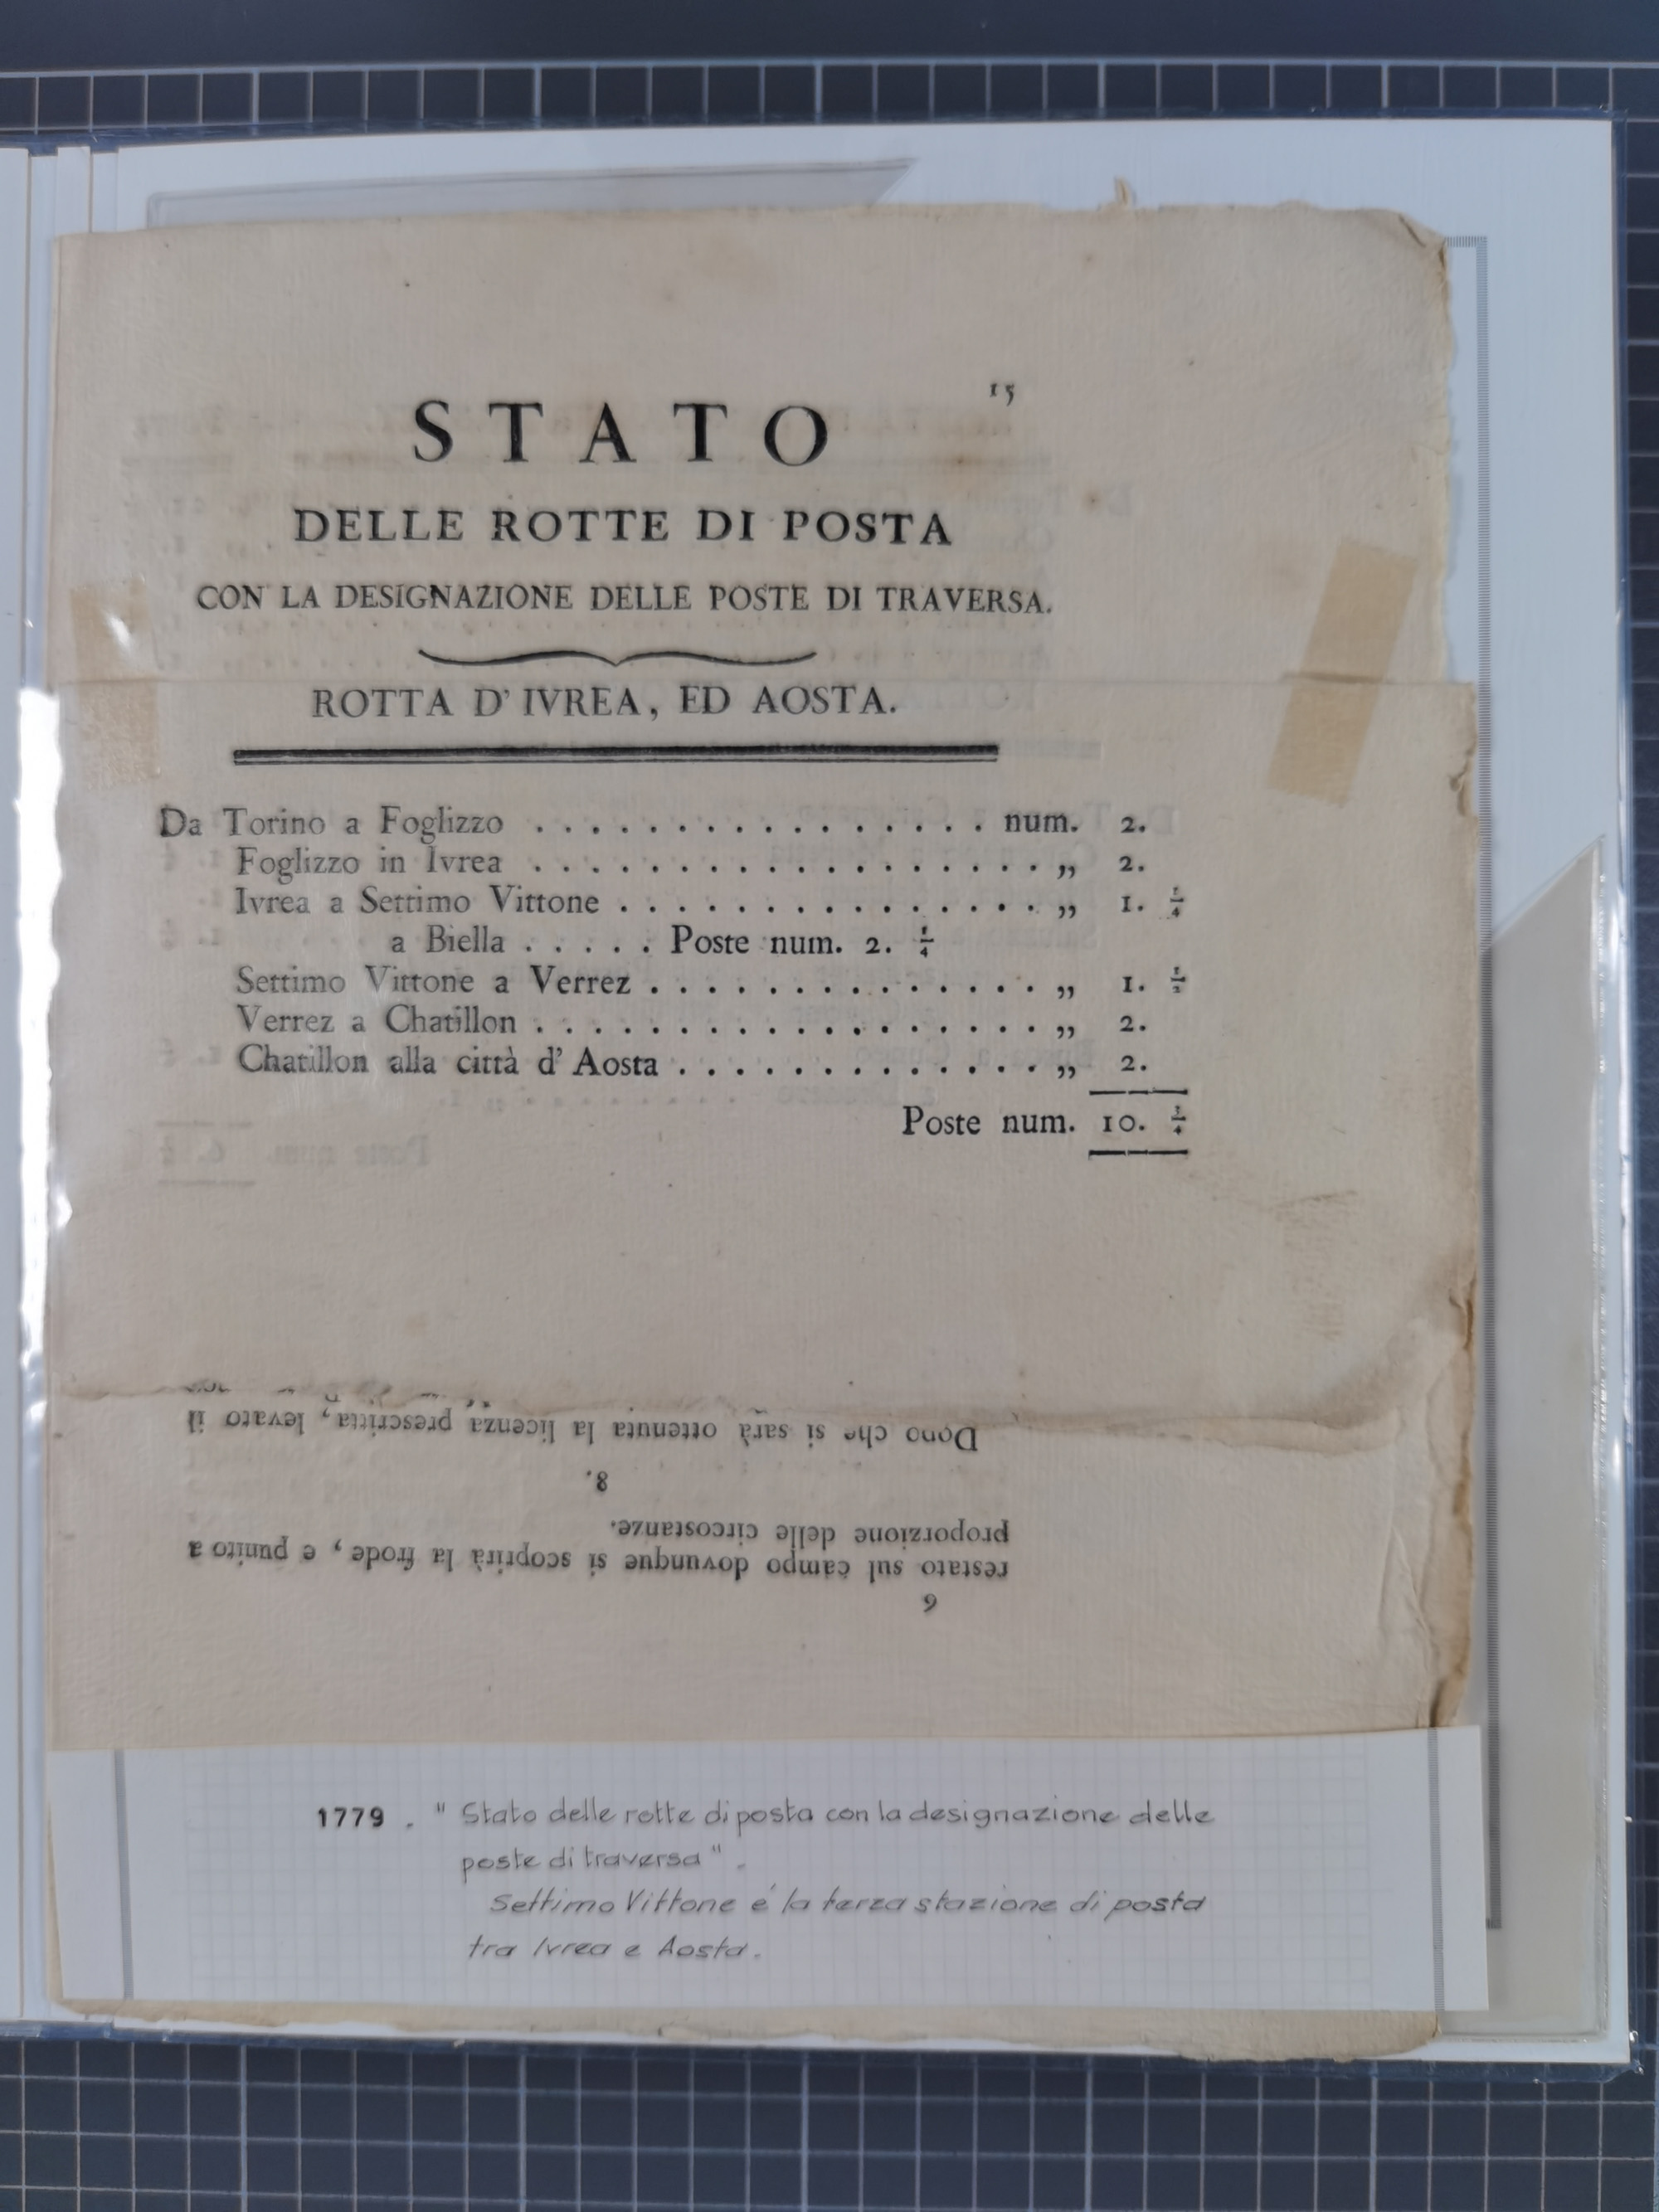 15
STATO
DELLE ROTTE DI POSTA
CON LA DESIGNAZIONE DELLE POSTE DI TRAVERSA.
ROTTA D' IVREA, ED AOSTA.
Da Torino a Foglizzo . . . . . . . . . . . . . . . . num. 2.
Foglizzo in Ivrea . . . . . . . . . . . . . . . . . . „ 2.
Ivrea a Settimo Vittone . . . . . . . . . . . . . . . „ 1. 1/4
a Biella . . . . . Poste num. 2. 1/4
Settimo Vittone a Verrez . . . . . . . . . . . . . . „ 1. 1/2
Verrez a Chatillon . . . . . . . . . . . . . . . . . . „ 2.
Chatillon alla città d' Aosta . . . . . . . . . . . . . „ 2.
Poste num. 10. 3/4
6
restato sul campo dovunque si scoprirà la frode, e punito a
proporzione delle circostanze.
8.
Dopo che si sarà ottenuta la licenza prescritta, levato il
1779. " Stato delle rotte di posta con la designazione delle
poste di traversa".
Settimo Vittone é la terza stazione di posta
tra Ivrea e Aosta.